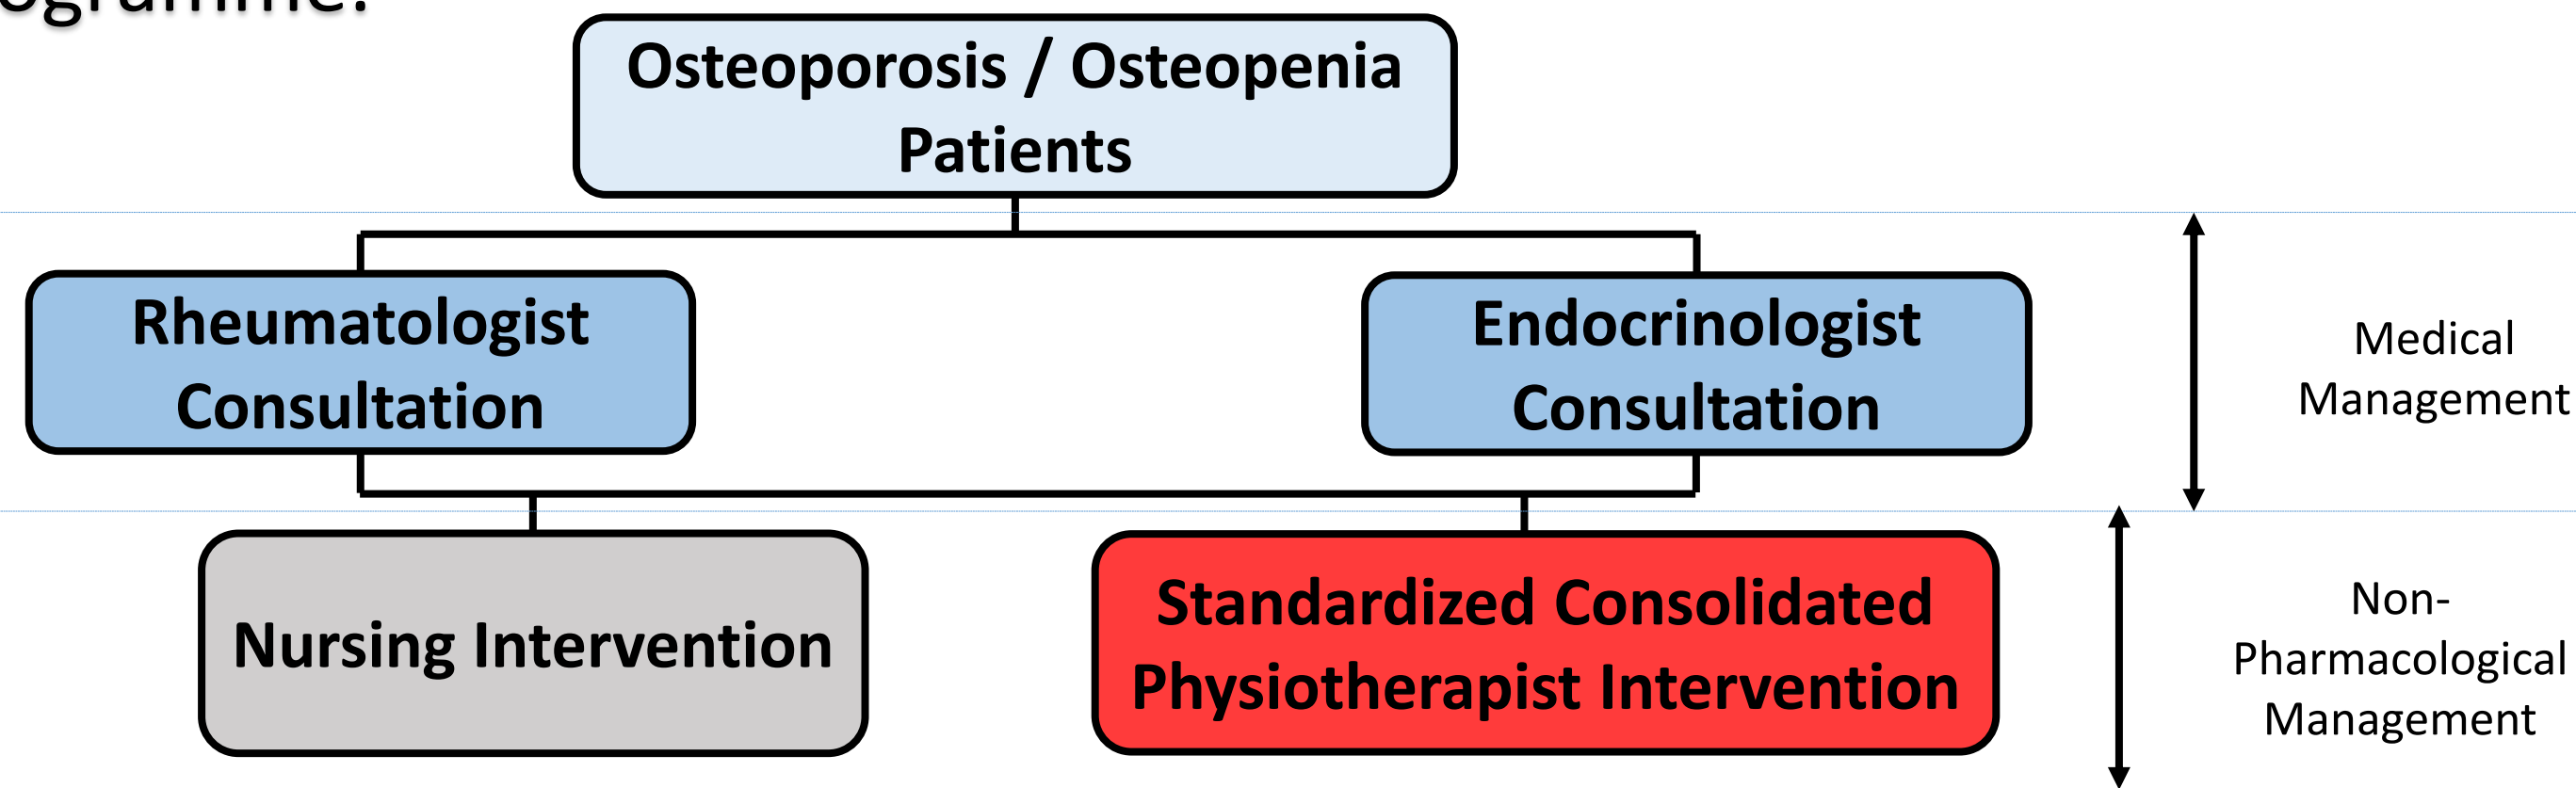 Osteoporosis / Osteopenia
Patients
Rheumatologist
Consultation
Endocrinologist
Consultation
Medical
Management
Nursing Intervention
Standardized Consolidated
Physiotherapist Intervention
Non-
Pharmacological
Management